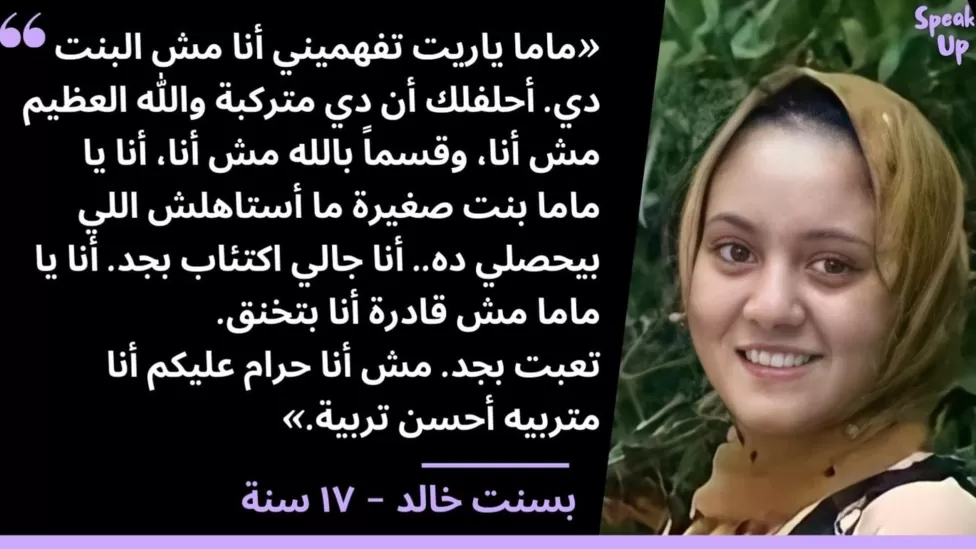 «ماما ياريت تفهميني أنا مش البنت
دي. أحلفلك أن دي متركبة والله العظيم
مش أنا، وقسماً بالله مش أنا، أنا يا
ماما بنت صغيرة ما أستاهلش اللي
بيحصلي ده.. أنا جالي اكتئاب بجد. أنا يا
ماما مش قادرة أنا بتخنق.
تعبت بجد. مش أنا حرام عليكم أنا
متربيه أحسن تربية.»
بسنت خالد - ١٧ سنة
Speak
Up